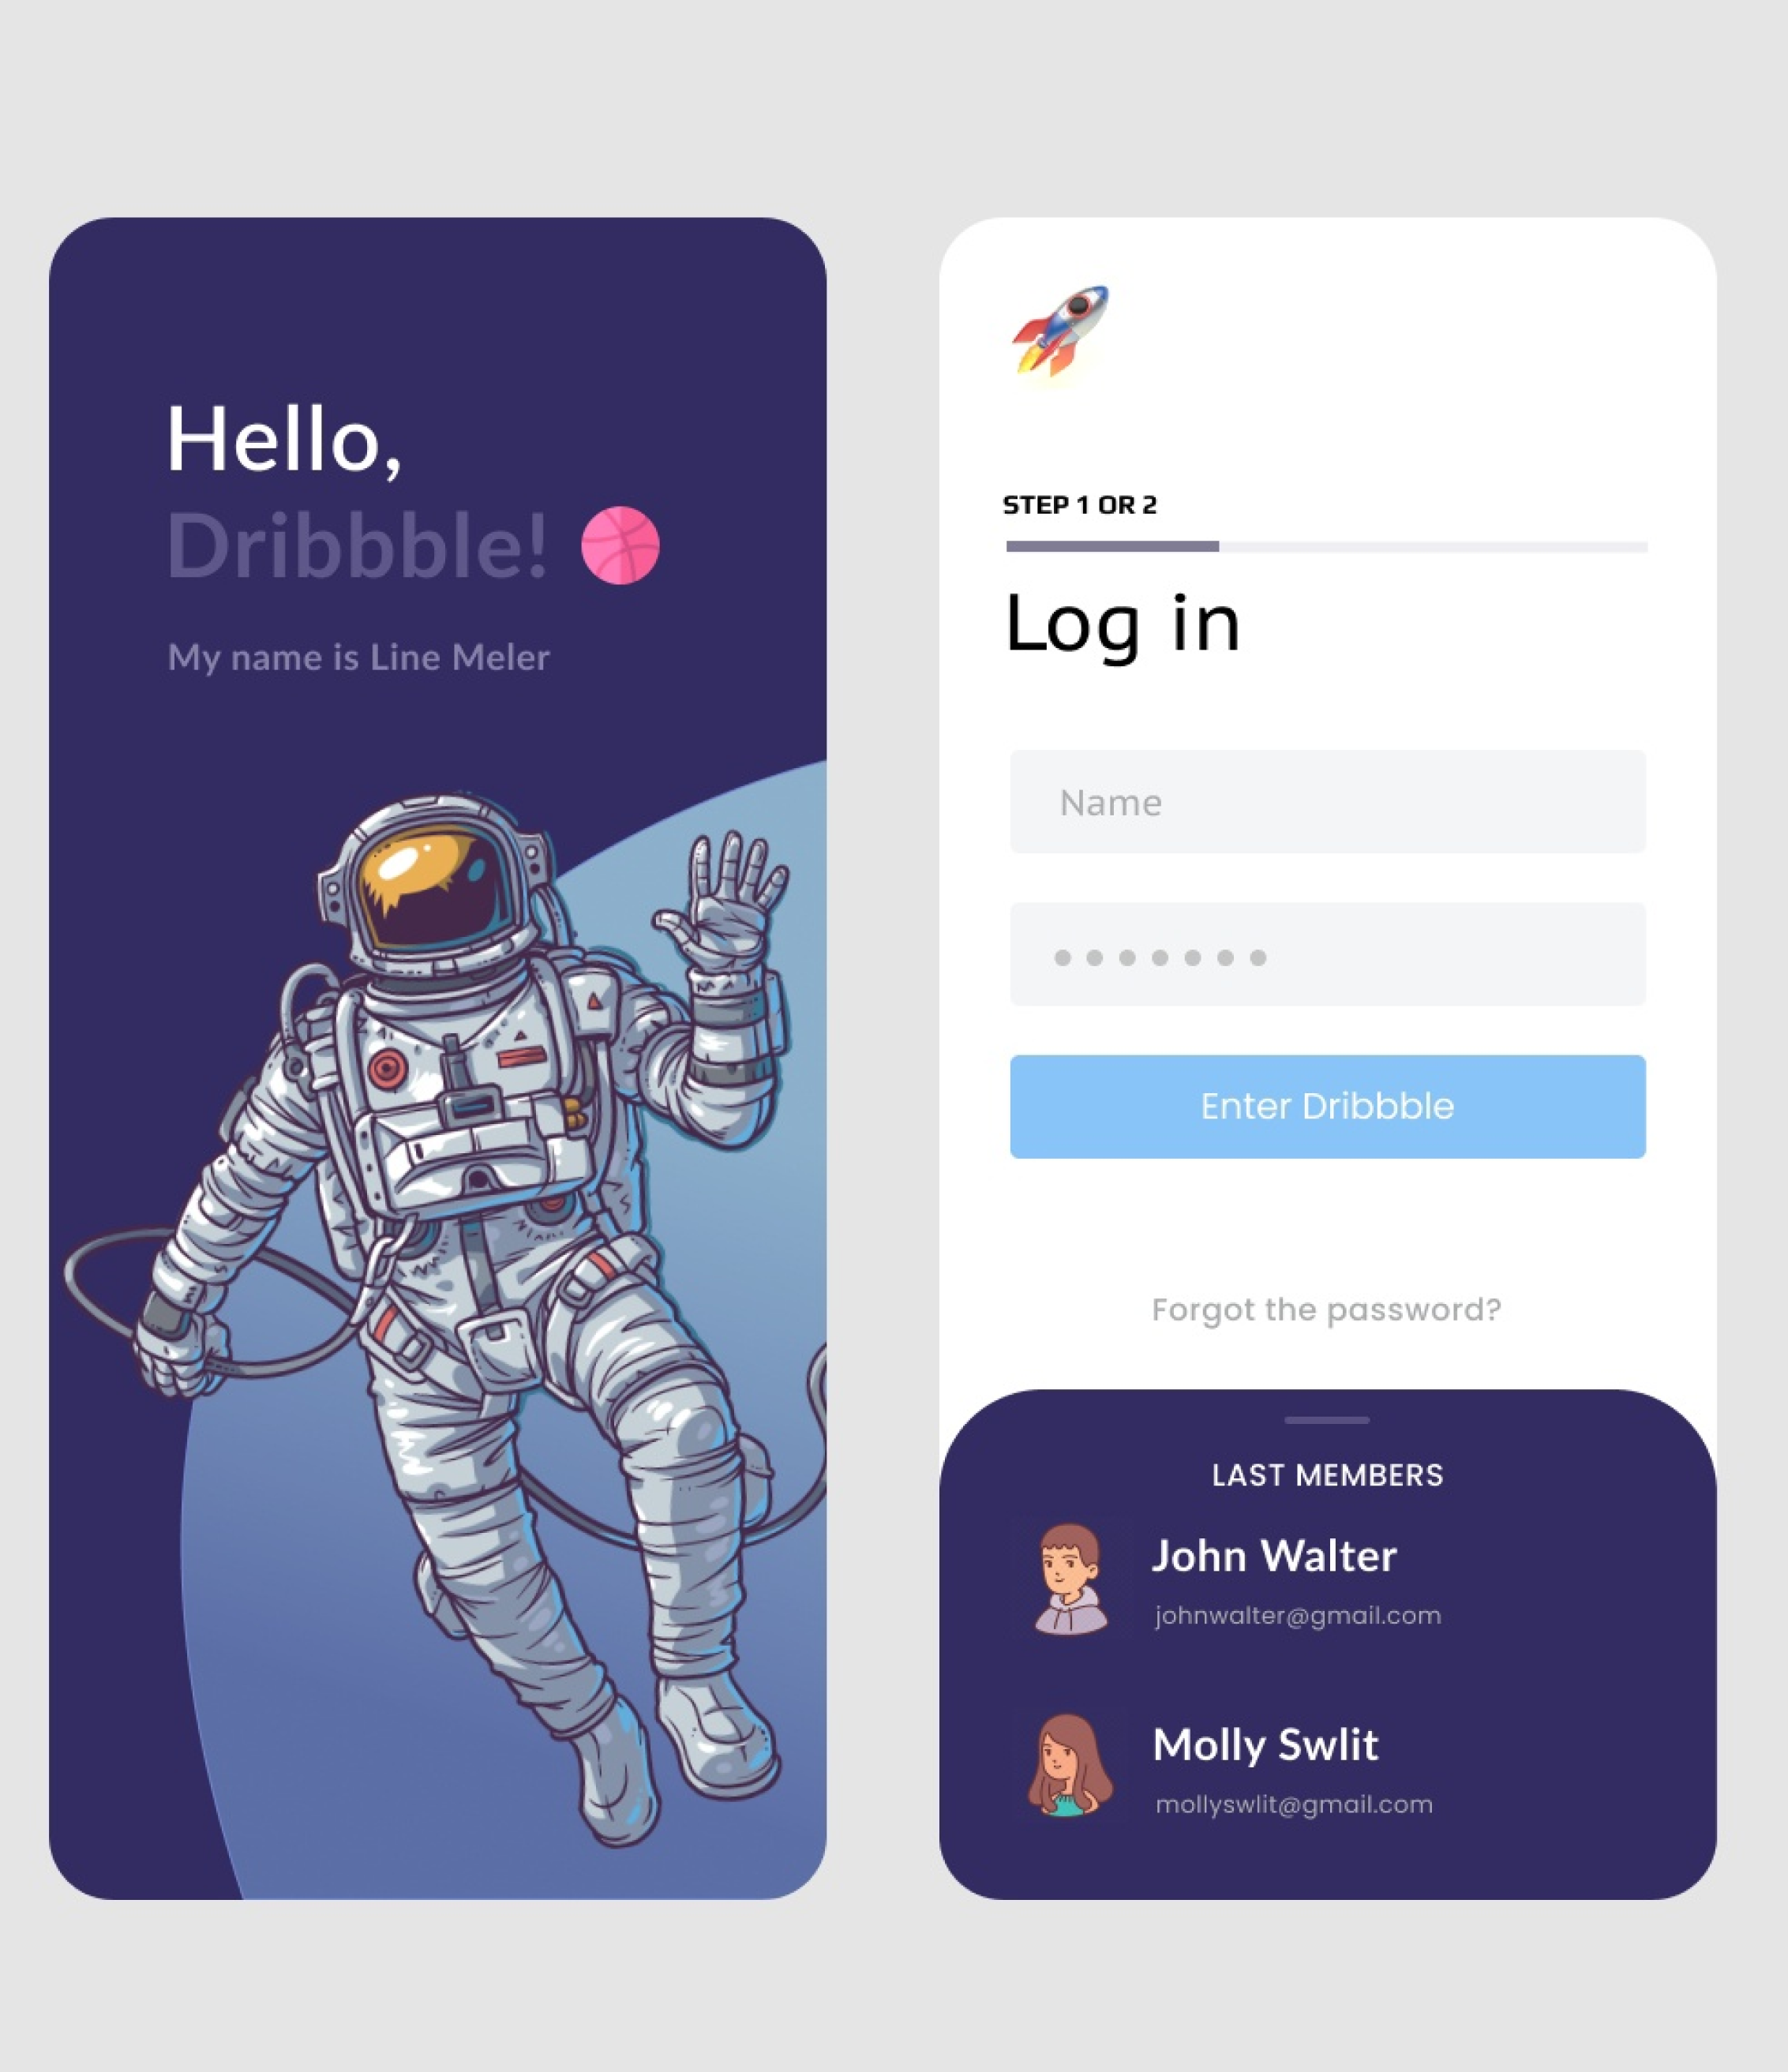 Hello,
Dribbble!
My name is Line Meler
STEP 1 OR 2
Log in
Name
Enter Dribbble
Forgot the password?
LAST MEMBERS
John Walter
johnwalter@gmail.com
Molly Swlit
mollyswlit@gmail.com